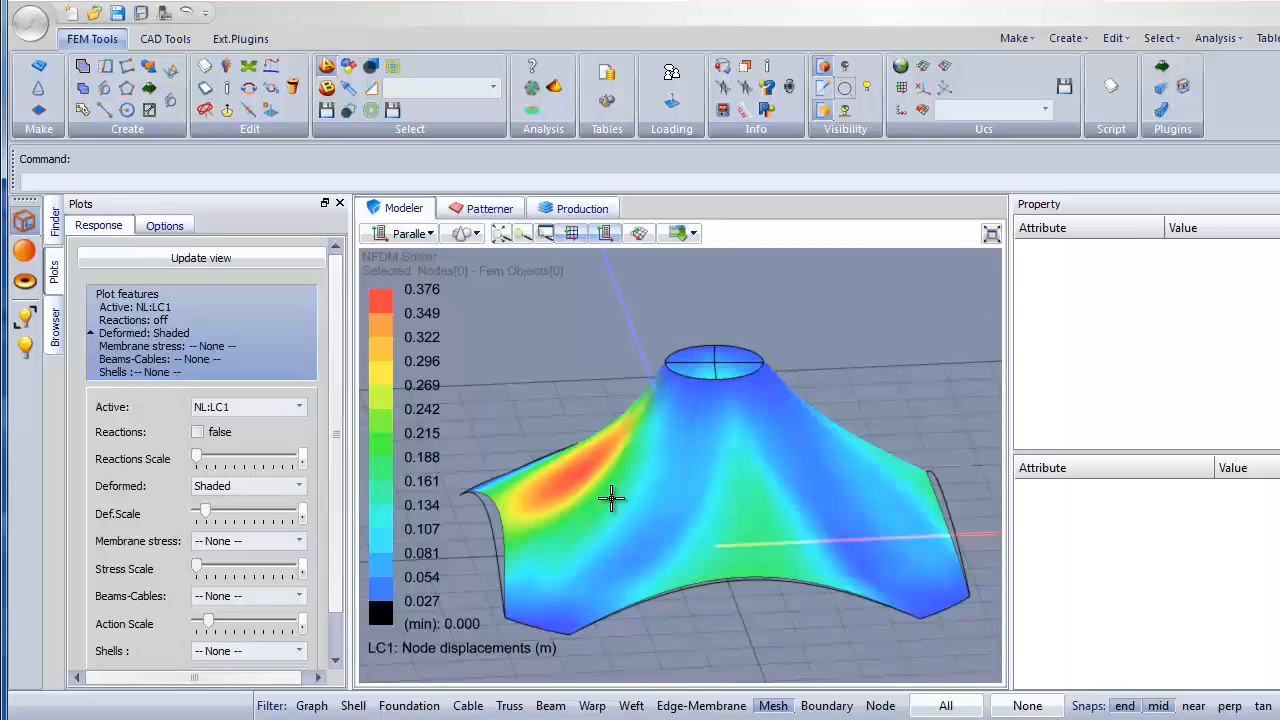 FEM Tools
CAD Tools
Ext.Plugins
Make
Create
Edit
Select
Analysis
Table
Make
Create
Edit
Select
Analysis
Tables
Loading
Info
Visibility
Ucs
Script
Plugins
Command:
Plots
Response
Options
Finder
Plots
Browser
Update view
Plot features
Active: NL:LC1
Reactions: off
Deformed: Shaded
Membrane stress: -- None --
Beams-Cables: -- None --
Shells :-- None --
Active:
NL:LC1
Reactions:
false
Reactions Scale
Deformed:
Shaded
Def.Scale
Membrane stress:
-- None --
Stress Scale
Beams-Cables:
-- None --
Action Scale
Shells :
-- None --
Modeler
Patterner
Production
Paralle
NFDM Solver
Selected Nodes[0] - Fem Objects[0]
0.376
0.349
0.322
0.296
0.269
0.242
0.215
0.188
0.161
0.134
0.107
0.081
0.054
0.027
(min): 0.000
LC1: Node displacements (m)
Property
Attribute
Value
Attribute
Value
Filter:
Graph
Shell
Foundation
Cable
Truss
Beam
Warp
Weft
Edge-Membrane
Mesh
Boundary
Node
All
None
Snaps:
end
mid
near
perp
tan